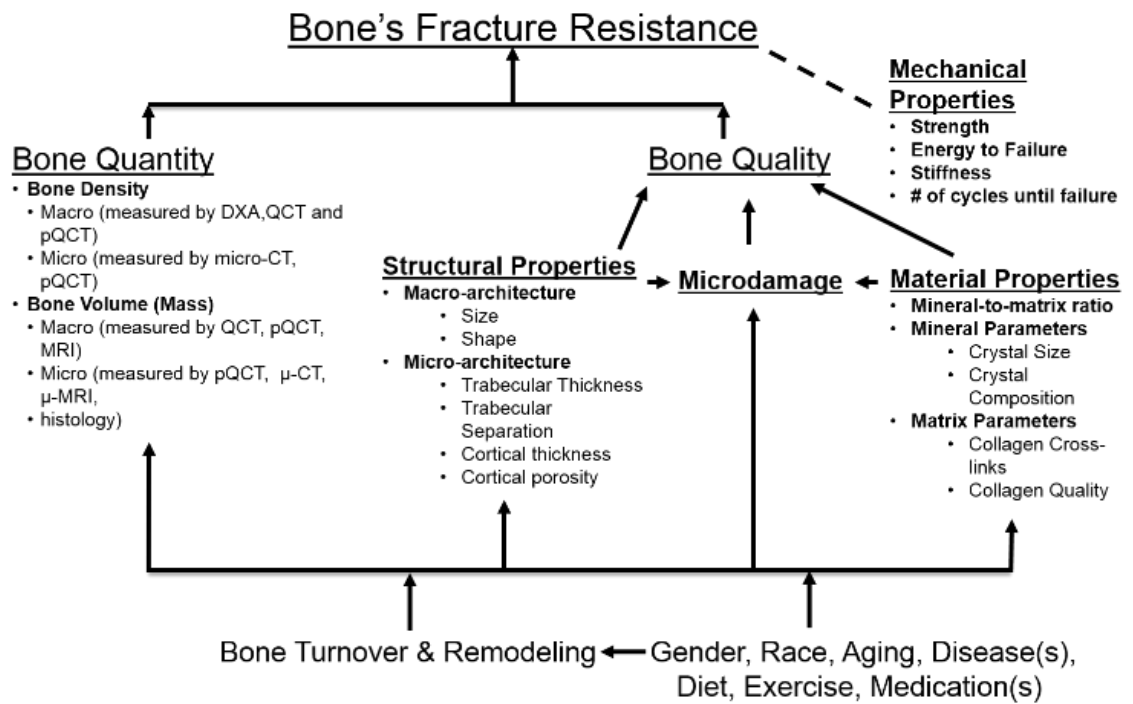 Bone's Fracture Resistance
Mechanical
Properties
• Strength
• Energy to Failure
• Stiffness
• # of cycles until failure
Bone Quantity
• Bone Density
• Macro (measured by DXA,QCT and
pQCT)
• Micro (measured by micro-CT,
pQCT)
• Bone Volume (Mass)
• Macro (measured by QCT, pQCT,
MRI)
• Micro (measured by pQCT, μ-CT,
μ-MRI,
• histology)
Bone Quality
Structural Properties
• Macro-architecture
• Size
• Shape
• Micro-architecture
• Trabecular Thickness
• Trabecular
Separation
• Cortical thickness
• Cortical porosity
Microdamage
Material Properties
• Mineral-to-matrix ratio
• Mineral Parameters
• Crystal Size
• Crystal
Composition
• Matrix Parameters
• Collagen Cross-
links
• Collagen Quality
Bone Turnover & Remodeling
Gender, Race, Aging, Disease(s),
Diet, Exercise, Medication(s)